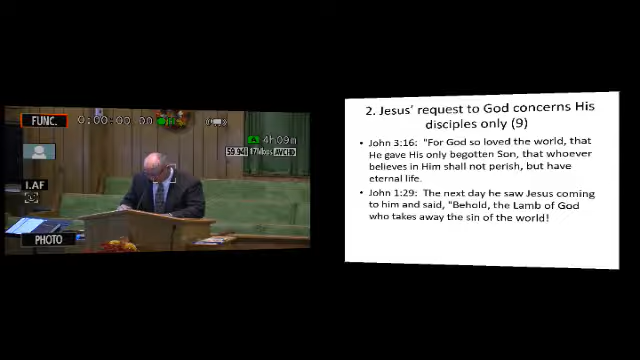 FUNC.
0:00:00.00
4h09m
59.94i 17Mbps AVCHD
I.AF
PHOTO
2. Jesus' request to God concerns His
disciples only (9)
• John 3:16: "For God so loved the world, that
He gave His only begotten Son, that whoever
believes in Him shall not perish, but have
eternal life.
• John 1:29: The next day he saw Jesus coming
to him and said, "Behold, the Lamb of God
who takes away the sin of the world!